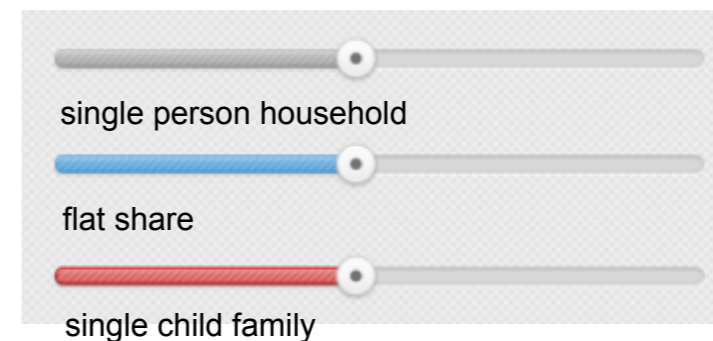 single person household
flat share
single child family